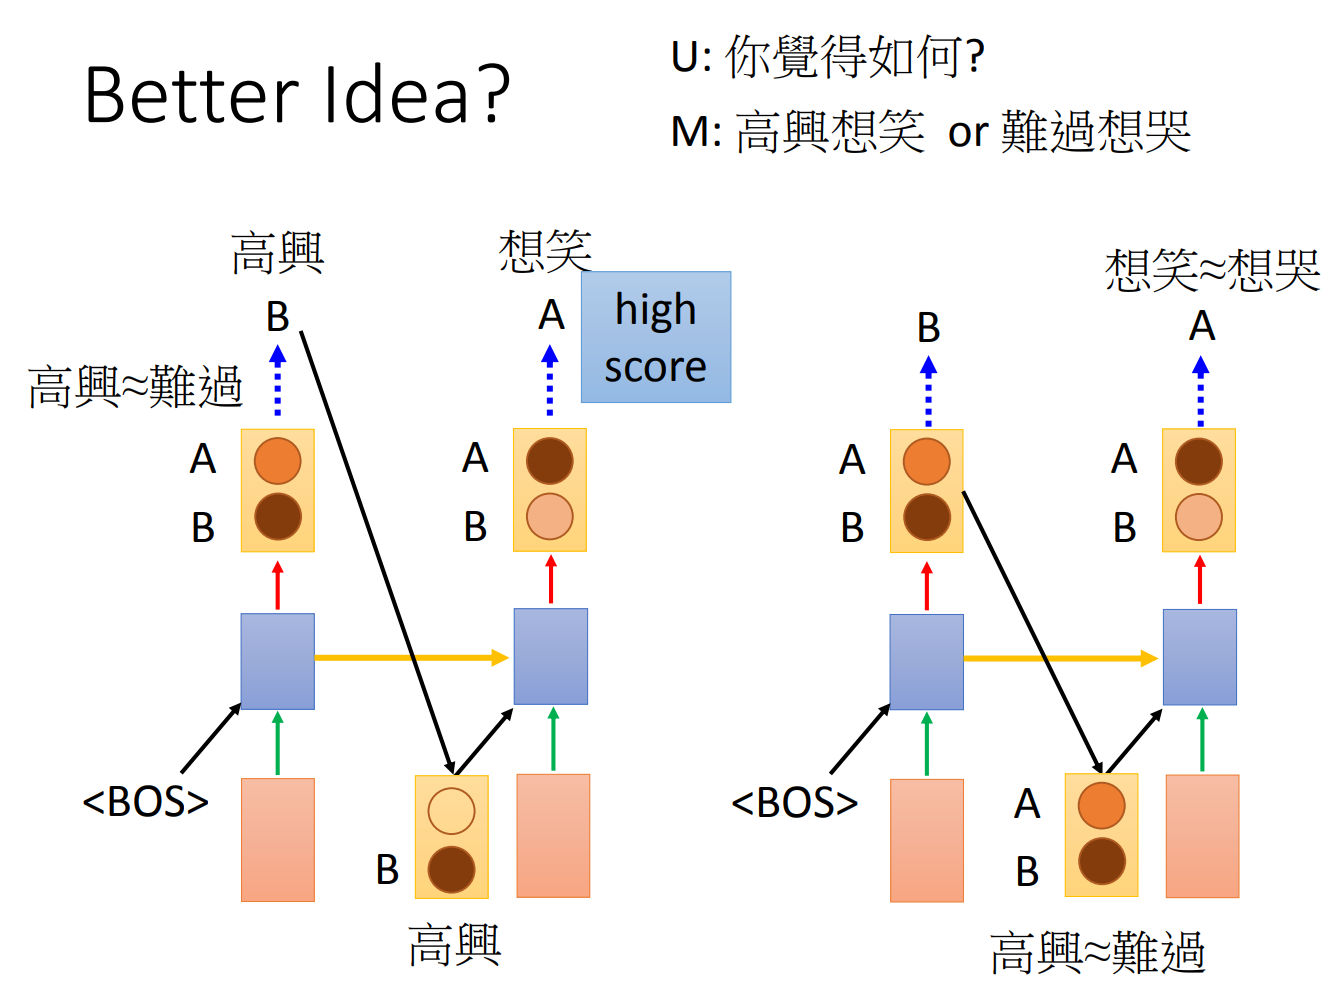 Better Idea?
U: 你覺得如何?
M: 高興想笑 or 難過想哭
高興
B
高興≈難過
A
B
<BOS>
想笑
A
high
score
A
B
B
高興
B
A
B
<BOS>
想笑≈想哭
A
A
B
A
B
高興≈難過